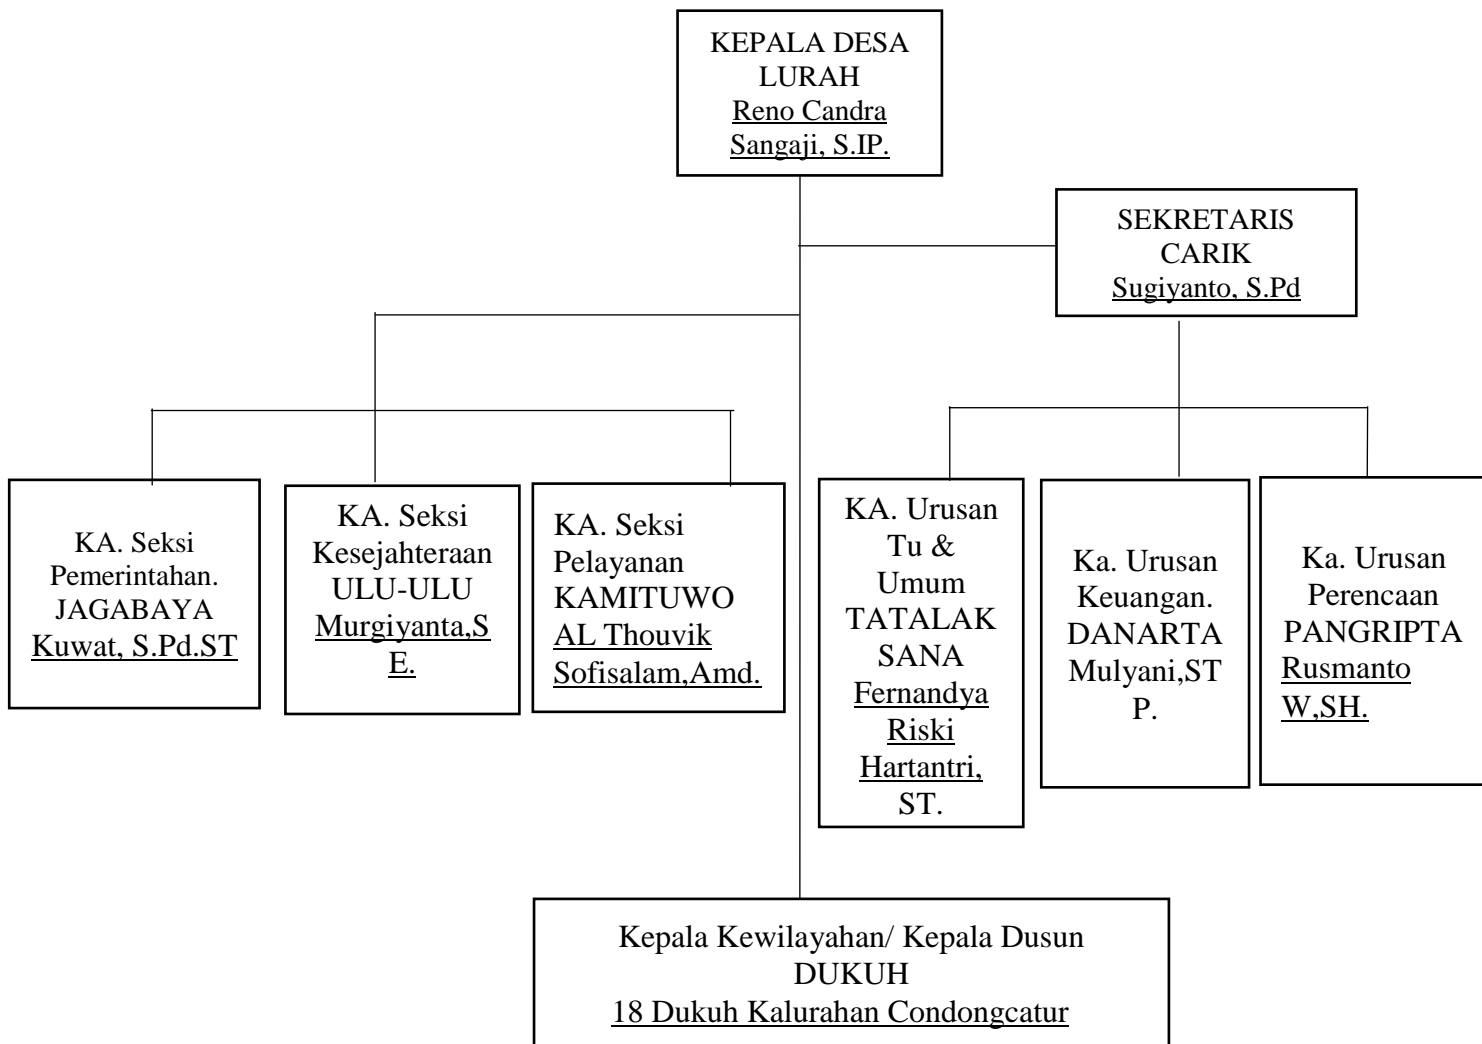 KEPALA DESA
LURAH
Reno Candra
Sangaji, S.IP.
SEKRETARIS
CARIK
Sugiyanto, S.Pd
KA. Seksi
Pemerintahan.
JAGABAYA
Kuwat, S.Pd.ST
KA. Seksi
Kesejahteraan
ULU-ULU
Murgiyanta,S
E.
KA. Seksi
Pelayanan
KAMITUWO
AL Thouvik
Sofisalam,Amd.
KA. Urusan
Tu &
Umum
TATALAK
SANA
Fernandya
Riski
Hartantri,
ST.
Ka. Urusan
Keuangan.
DANARTA
Mulyani,ST
P.
Ka. Urusan
Perencaan
PANGRIPTA
Rusmanto
W,SH.
Kepala Kewilayahan/ Kepala Dusun
DUKUH
18 Dukuh Kalurahan Condongcatur